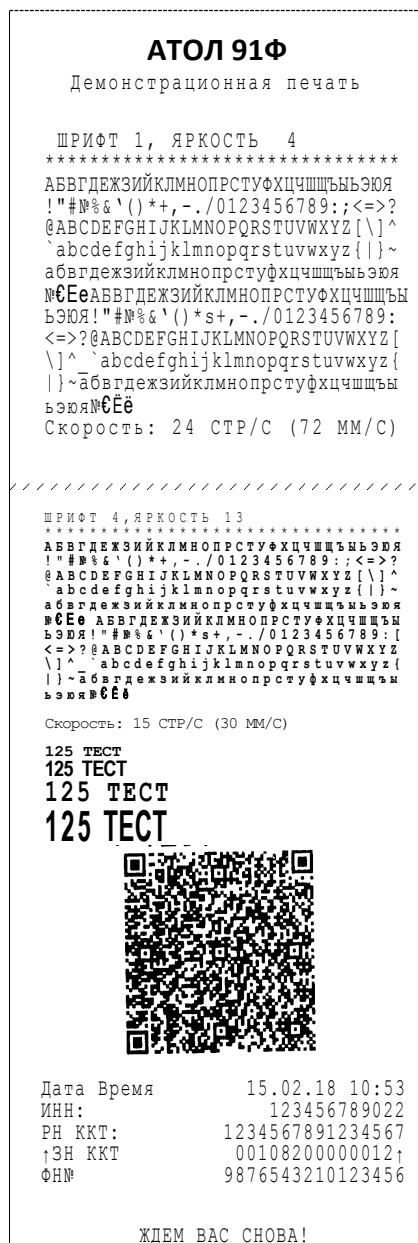 АТОЛ 91Ф
Демонстрационная печать
ШРИФТ 1, ЯРКОСТЬ 4
*******************************
АБВГДЕЖЗИЙКЛМНОПРСТУФХЦЧШЩЪЫЬЭЮЯ
!"#№%&'()*+,-./0123456789:;<=>?
@ABCDEFGHIJKLMNOPQRSTUVWXYZ[\]^
`abcdefghijklmnopqrstuvwxyz{|}~
абвгдежзийклмнопрстуфхцчшщъыьэюя
№€ЕеАБВГДЕЖЗИЙКЛМНОПРСТУФХЦЧШЩЪЫ
ЬЭЮЯ!"#№%&'()*s+,-./0123456789:
<=>?@ABCDEFGHIJKLMNOPQRSTUVWXYZ[
\]^_`abcdefghijklmnopqrstuvwxyz{
|}~абвгдежзийклмнопрстуфхцчшщъы
ьэюя№€Ёё
Скорость: 24 СТР/С (72 ММ/С)
ШРИФТ 4,ЯРКОСТЬ 13
*********************************
АБВГДЕЖЗИЙКЛМНОПРСТУФХЦЧШЩЪЫЬЭЮЯ
!"#№%&'()*+,-./0123456789:;<=>?
@ABCDEFGHIJKLMNOPQRSTUVWXYZ[\]^
`abcdefghijklmnopqrstuvwxyz{|}~
абвгдежзийклмнопрстуфхцчшщъыьэюя
№€Ее АБВГДЕЖЗИЙКЛМНОПРСТУФХЦЧШЩЪЫ
ЬЭЮЯ!"#№%&'()*s+,-./0123456789:[
<=>?@ABCDEFGHIJKLMNOPQRSTUVWXYZ
\]^_`abcdefghijklmnopqrstuvwxyz{
|}~абвгдежзийклмнопрстуфхцчшщъы
ьэюя№€Ёё
Скорость: 15 СТР/С (30 ММ/С)
125 ТЕСТ
125 ТЕСТ
125 ТЕСТ
125 ТЕСТ
Дата Время 15.02.18 10:53
ИНН: 123456789022
РН ККТ: 1234567891234567
↑ЗН ККТ 00108200000012↑
ФН№ 9876543210123456
ЖДЕМ ВАС СНОВА!